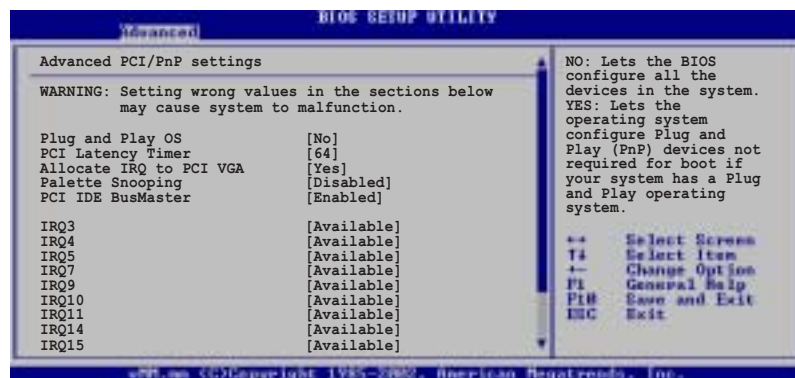 BIOS SETUP UTILITY
Advanced
Advanced PCI/PnP settings
WARNING: Setting wrong values in the sections below
may cause system to malfunction.
Plug and Play OS [No]
PCI Latency Timer [64]
Allocate IRQ to PCI VGA [Yes]
Palette Snooping [Disabled]
PCI IDE BusMaster [Enabled]
IRQ3 [Available]
IRQ4 [Available]
IRQ5 [Available]
IRQ7 [Available]
IRQ9 [Available]
IRQ10 [Available]
IRQ11 [Available]
IRQ14 [Available]
IRQ15 [Available]
NO: Lets the BIOS
configure all the
devices in the system.
YES: Lets the
operating system
configure Plug and
Play (PnP) devices not
required for boot if
your system has a Plug
and Play operating
system.
←→ Select Screen
↑↓ Select Item
+- Change Option
F1 General Help
F10 Save and Exit
ESC Exit
(C)Copyright 1985-2002, American Megatrends, Inc.